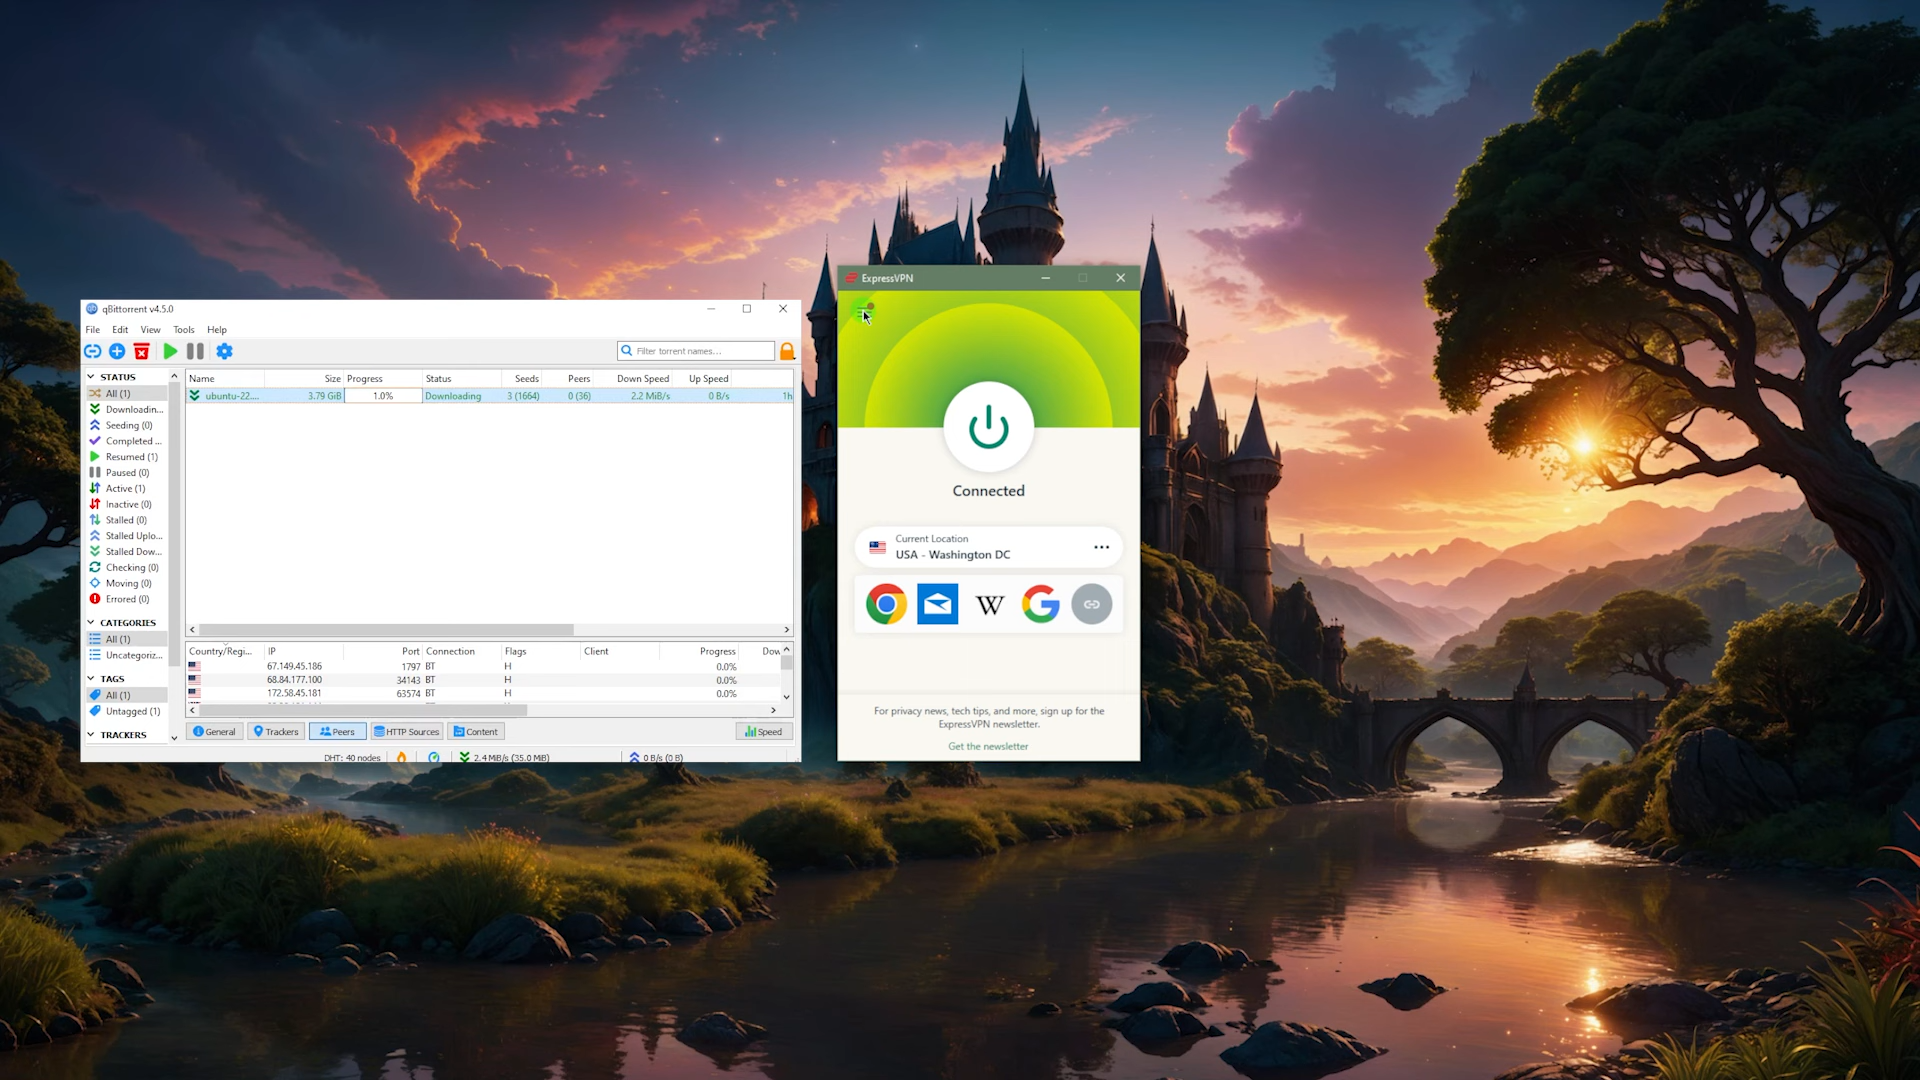 qBittorrent v4.5.0
File Edit View Tools Help
Filter torrent names...
STATUS
All (1)
Downloadin...
Seeding (0)
Completed ...
Resumed (1)
Paused (0)
Active (1)
Inactive (0)
Stalled (0)
Stalled Uplo...
Stalled Dow...
Checking (0)
Moving (0)
Errored (0)
CATEGORIES
All (1)
Uncategoriz...
TAGS
All (1)
Untagged (1)
TRACKERS
Name Size Progress Status Seeds Peers Down Speed Up Speed
ubuntu-22.... 3.79 GiB 1.0% Downloading 3 (1664) 0 (36) 2.2 MiB/s 0 B/s 1h
Country/Regi... IP Port Connection Flags Client Progress Dow
67.149.45.186 1797 BT H 0.0%
68.84.177.100 34143 BT H 0.0%
172.58.45.181 63574 BT H 0.0%
General Trackers Peers HTTP Sources Content Speed
DHT: 40 nodes 2.4 MiB/s (35.0 MiB) 0 B/s (0 B)
ExpressVPN
Connected
Current Location
USA - Washington DC
W
For privacy news, tech tips, and more, sign up for the
ExpressVPN newsletter.
Get the newsletter